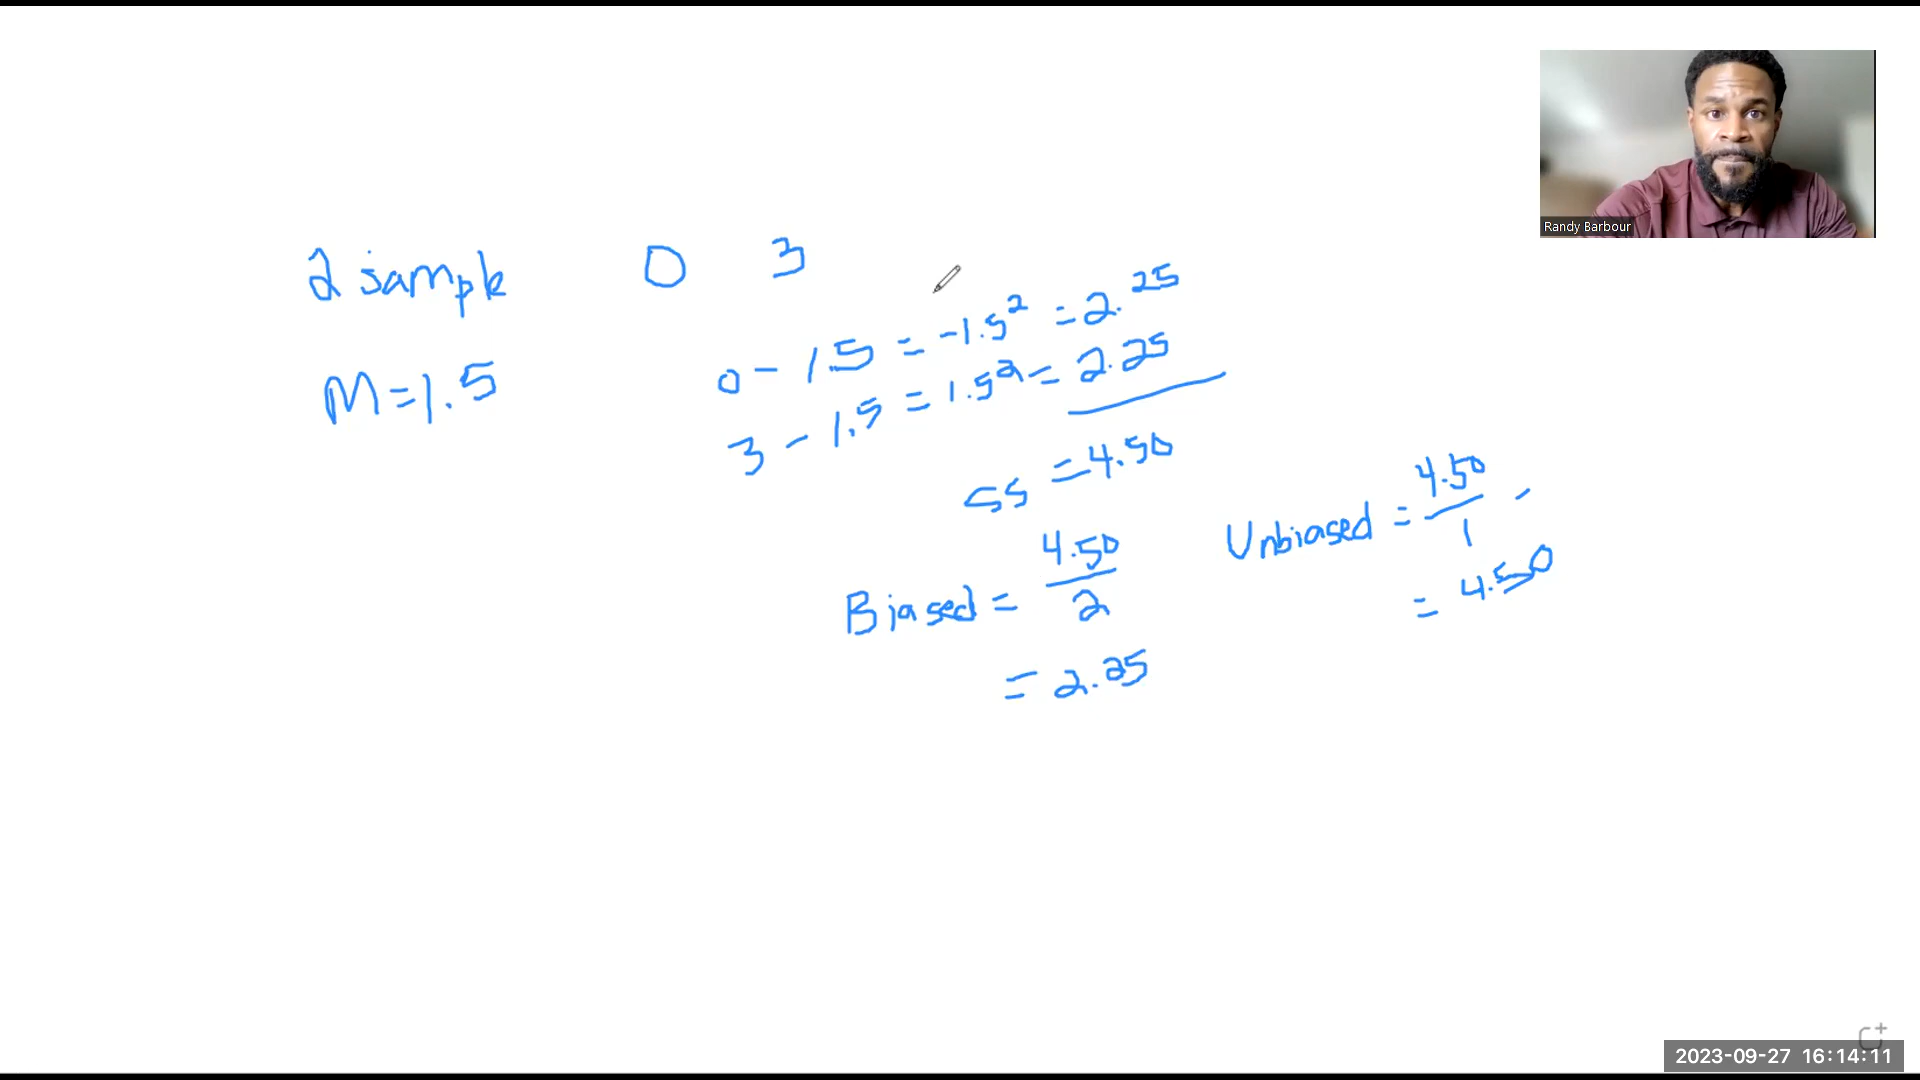 Randy Barbour
2 sample 0 3
M=1.5
0 - 1.5 = -1.5² = 2.25
3 - 1.5 = 1.5² = 2.25
SS = 4.50
Biased = 4.50/2
= 2.25
Unbiased = 4.50/1
= 4.50
2023-09-27 16:14:11